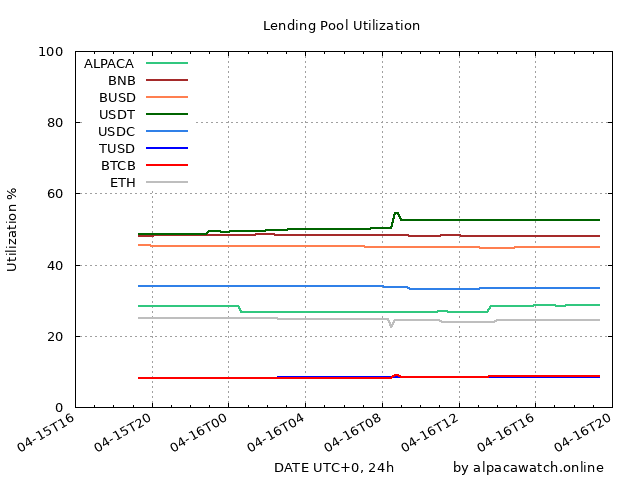 Lending Pool Utilization
Utilization %
100
80
60
40
20
0
ALPACA
BNB
BUSD
USDT
USDC
TUSD
BTCB
ETH
04-15T16
04-15T20
04-16T00
04-16T04
04-16T08
04-16T12
04-16T16
04-16T20
DATE UTC+0, 24h
by alpacawatch.online